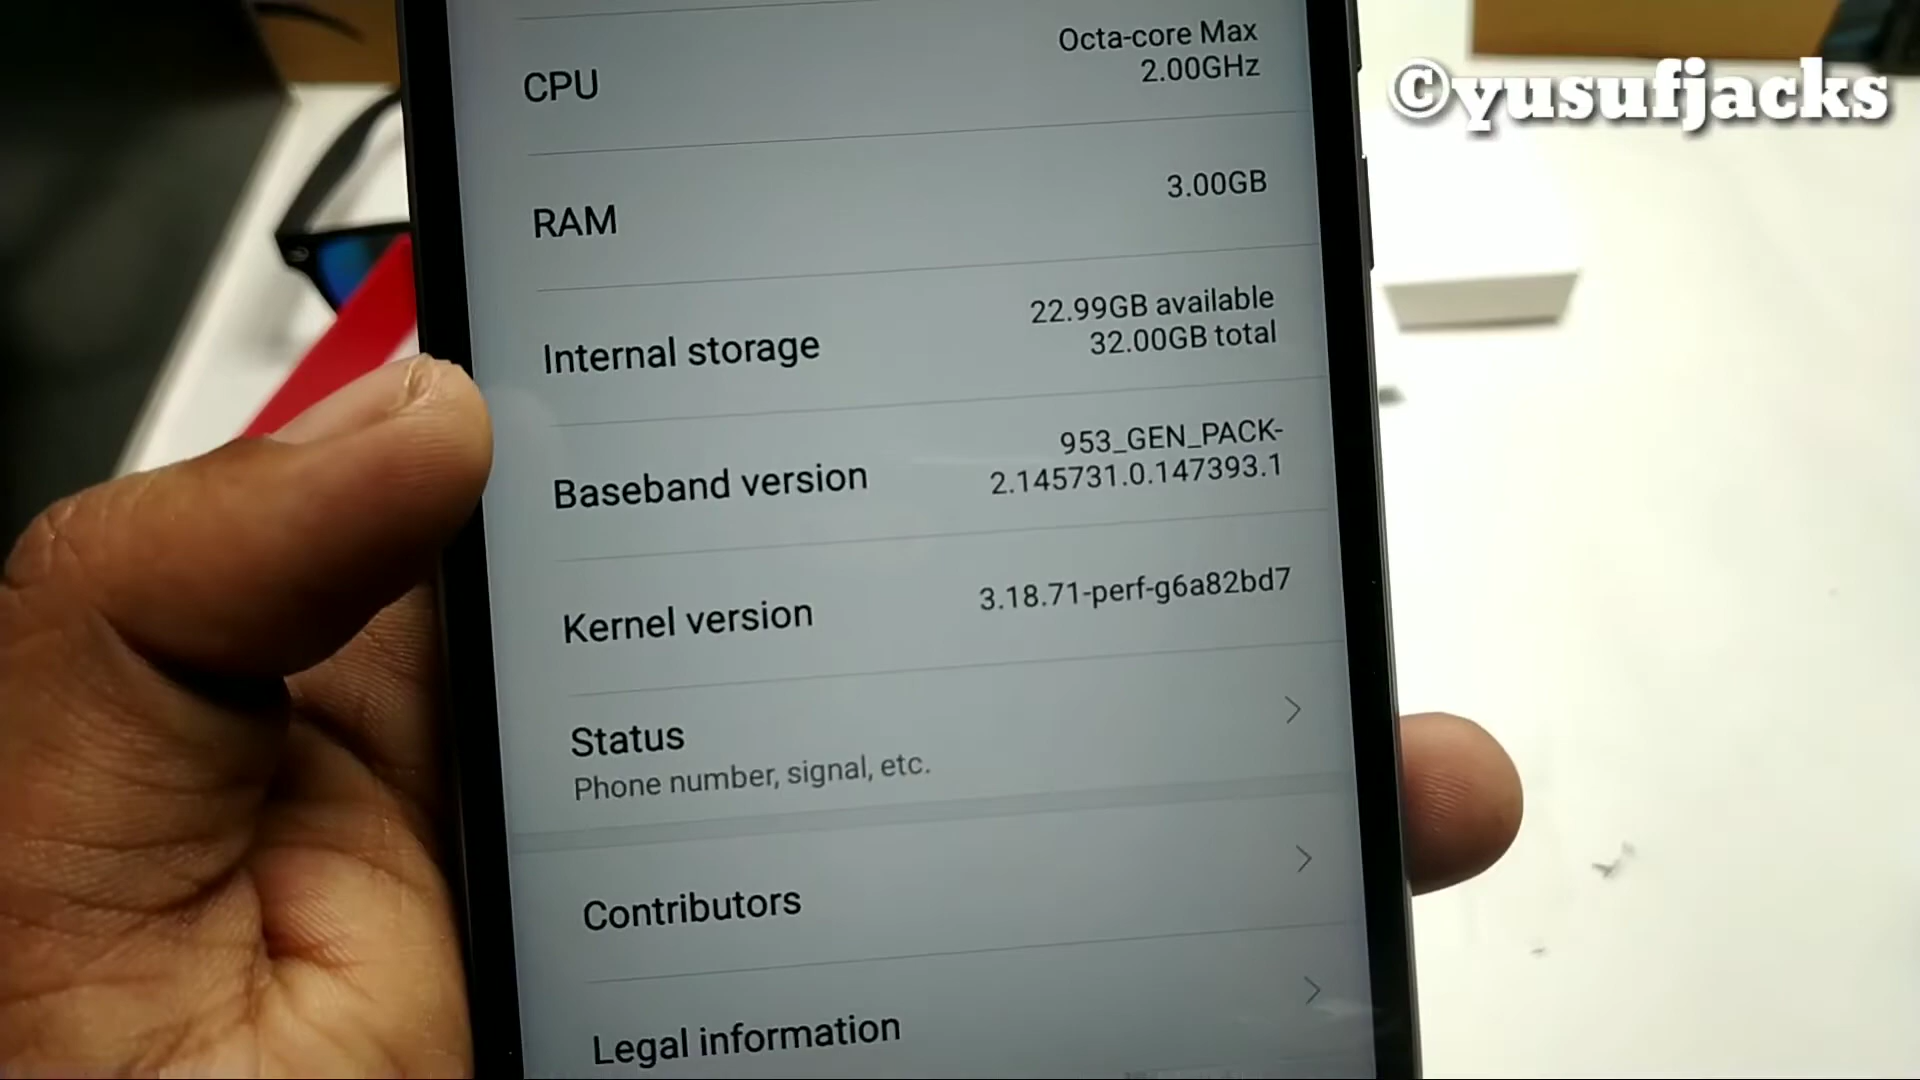 ©yusufjacks
CPU
Octa-core Max
2.00GHz
RAM
3.00GB
Internal storage
22.99GB available
32.00GB total
Baseband version
953_GEN_PACK-
2.145731.0.147393.1
Kernel version
3.18.71-perf-g6a82bd7
Status
Phone number, signal, etc.
Contributors
Legal information